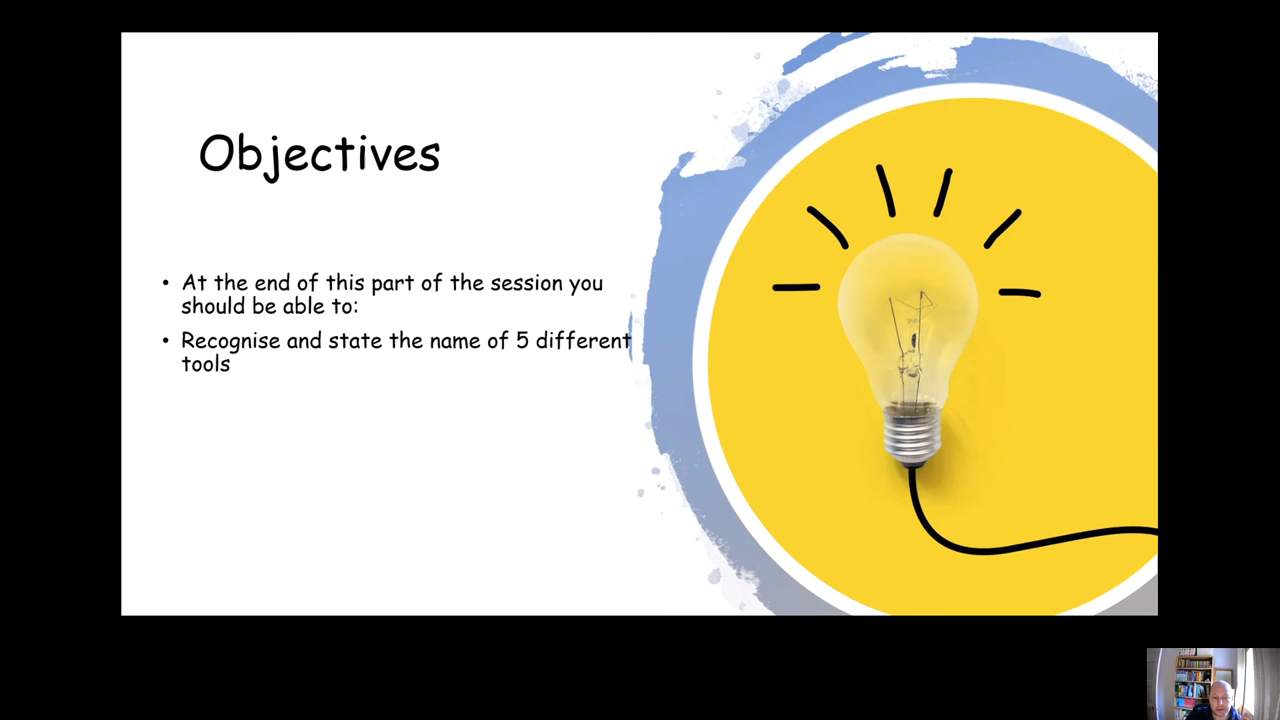 Objectives
• At the end of this part of the session you
should be able to:
• Recognise and state the name of 5 different
tools